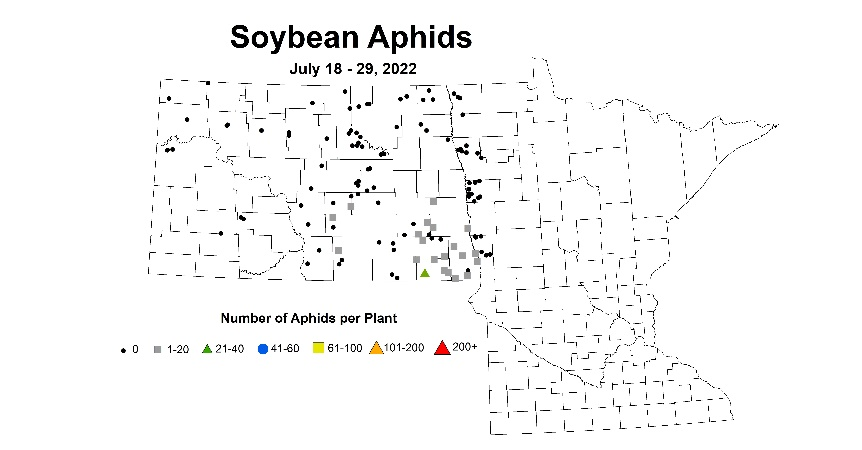 Soybean Aphids
July 18 - 29, 2022
Number of Aphids per Plant
0 1-20 21-40 41-60 61-100 101-200 200+